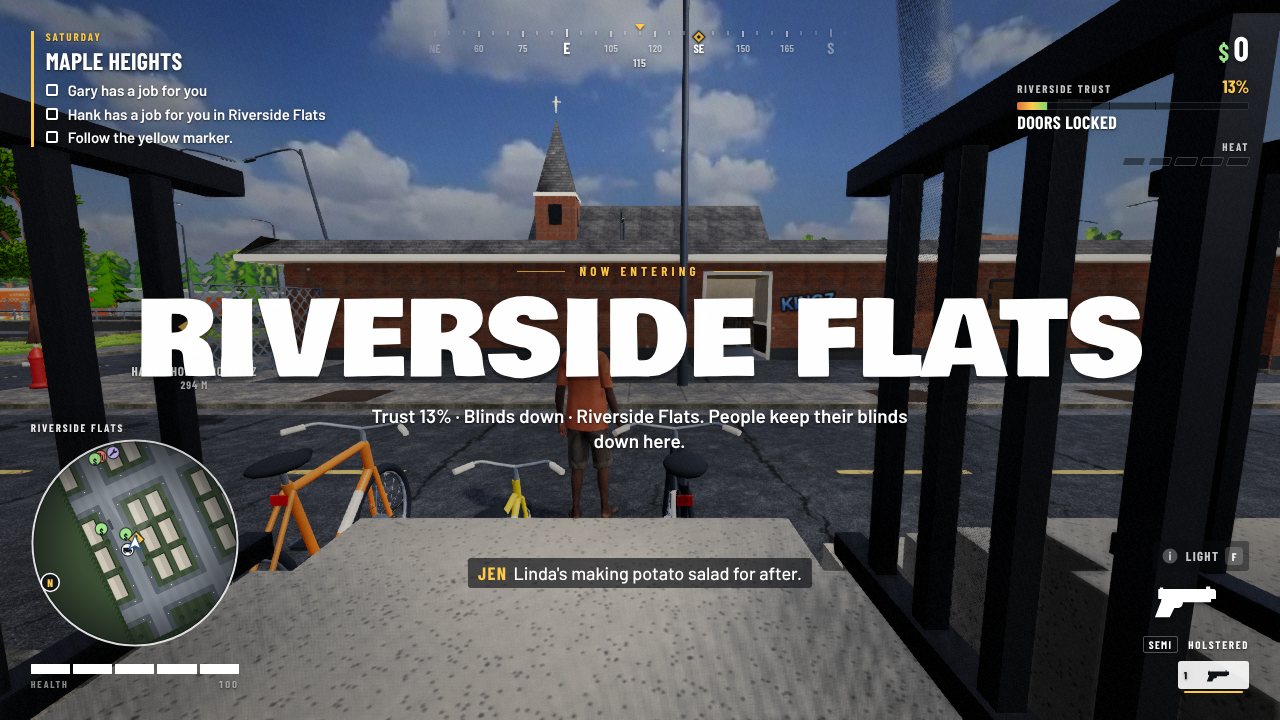 SATURDAY
MAPLE HEIGHTS
Gary has a job for you
Hank has a job for you in Riverside Flats
Follow the yellow marker.
NE 60 75 E 105 120 SE 150 165 S
115
$0
RIVERSIDE TRUST 13%
DOORS LOCKED
HEAT
NOW ENTERING
RIVERSIDE FLATS
294 M
Trust 13% · Blinds down · Riverside Flats. People keep their blinds
down here.
RIVERSIDE FLATS
N
JEN Linda's making potato salad for after.
LIGHT F
SEMI HOLSTERED
1
HEALTH 100